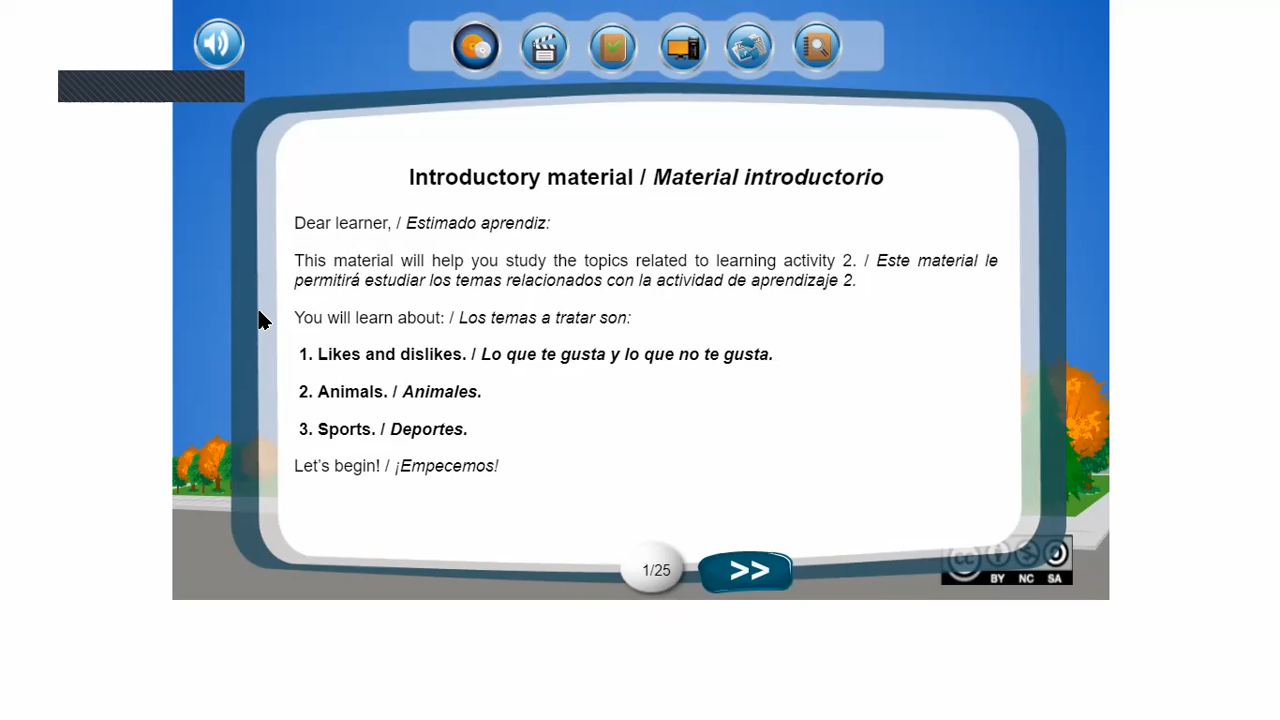 Introductory material / Material introductorio
Dear learner, / Estimado aprendiz:
This material will help you study the topics related to learning activity 2. / Este material le
permitirá estudiar los temas relacionados con la actividad de aprendizaje 2.
You will learn about: / Los temas a tratar son:
1. Likes and dislikes. / Lo que te gusta y lo que no te gusta.
2. Animals. / Animales.
3. Sports. / Deportes.
Let's begin! / ¡Empecemos!
1/25 >>
cc
BY NC SA